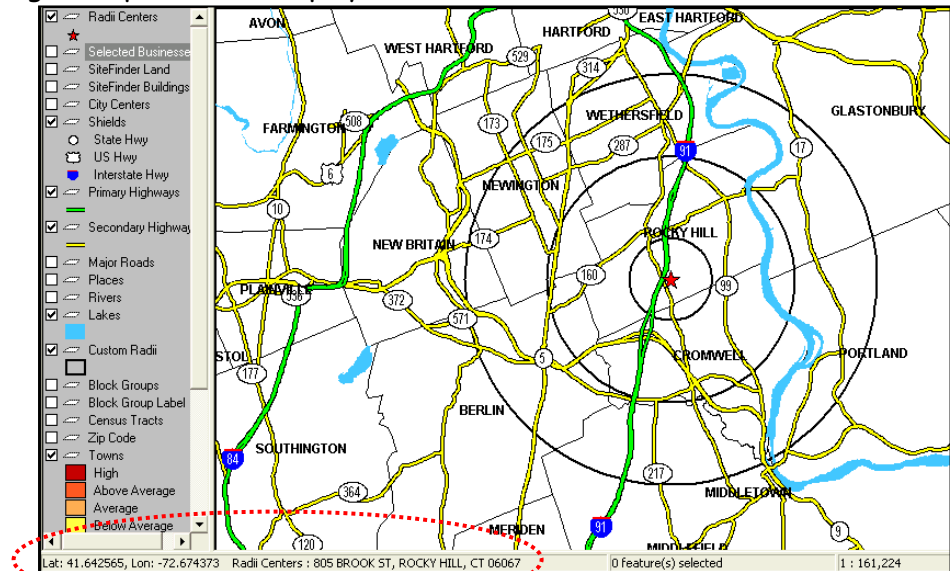 Radii Centers
Selected Businesse
SiteFinder Land
SiteFinder Buildings
City Centers
Shields
State Hwy
US Hwy
Interstate Hwy
Primary Highways
Secondary Highway
Major Roads
Places
Rivers
Lakes
Custom Radii
Block Groups
Block Group Label
Census Tracts
Zip Code
Towns
High
Above Average
Average
Below Average
AVON
WEST HARTFORD
HARTFORD
530
EAST HARTFORD
529
314
GLASTONBURY
FARMINGTON
508
173
WETHERSFIELD
175
287
91
17
6
NEWINGTON
10
NEW BRITAIN
174
ROCKY HILL
160
99
PLAINVILLE
536
372
571
5
CROMWELL
PORTLAND
STOL
177
BERLIN
84
SOUTHINGTON
217
364
MIDDLETOWN
MERIDEN
91
9
120
MIDDLEFIELD
Lat: 41.642565, Lon: -72.674373 Radii Centers : 805 BROOK ST, ROCKY HILL, CT 06067
0 feature(s) selected
1 : 161,224